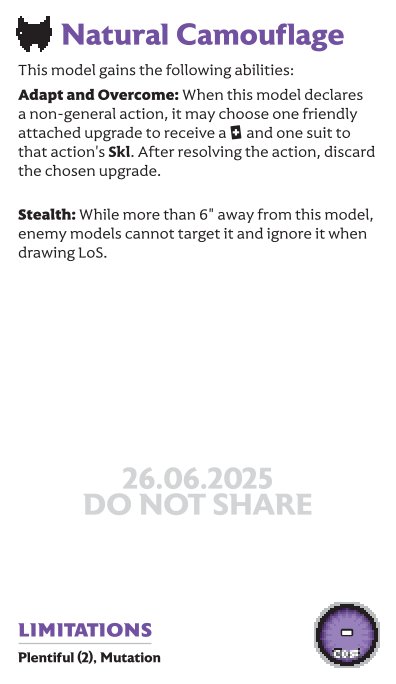 Natural Camouflage
This model gains the following abilities:
Adapt and Overcome: When this model declares
a non-general action, it may choose one friendly
attached upgrade to receive a and one suit to
that action's Skl. After resolving the action, discard
the chosen upgrade.
Stealth: While more than 6" away from this model,
enemy models cannot target it and ignore it when
drawing LoS.
26.06.2025
DO NOT SHARE
LIMITATIONS
Plentiful (2), Mutation
-